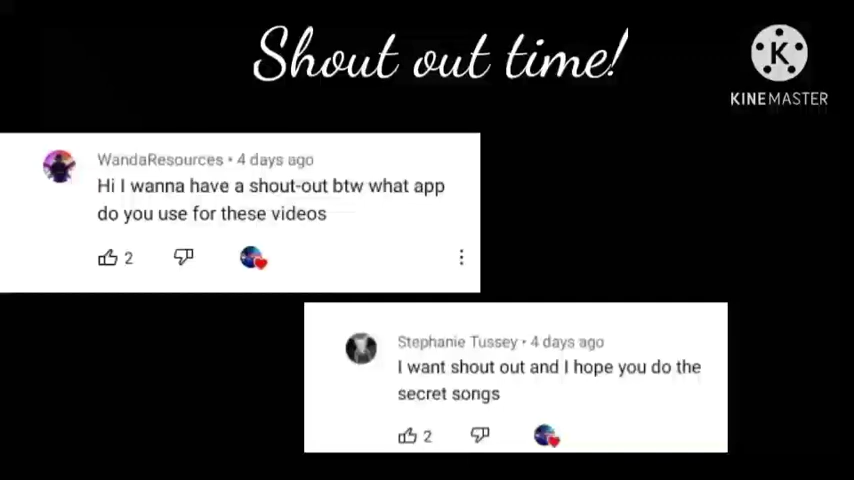 Shout out time!
K
KINEMASTER
WandaResources • 4 days ago
Hi I wanna have a shout-out btw what app
do you use for these videos
2
Stephanie Tussey • 4 days ago
I want shout out and I hope you do the
secret songs
2